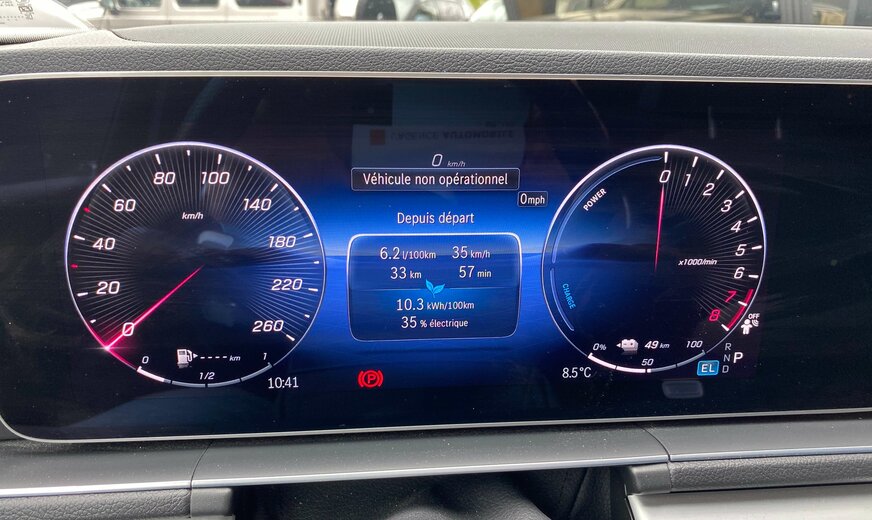 L'AGENCE AUTOMOBILE
0 km/h
Véhicule non opérationnel
0mph
Depuis départ
6.2 l/100km 35 km/h
33 km 57 min
10.3 kWh/100km
35 % électrique
0
20
40
60
80
100
140
180
220
260
km/h
0 1/2 1
---- km
10:41
P
POWER
CHARGE
0
1
2
3
4
5
6
7
8
x1000/min
OFF
0% 50 100
49 km
8.5°C
EL
R
N
D
P